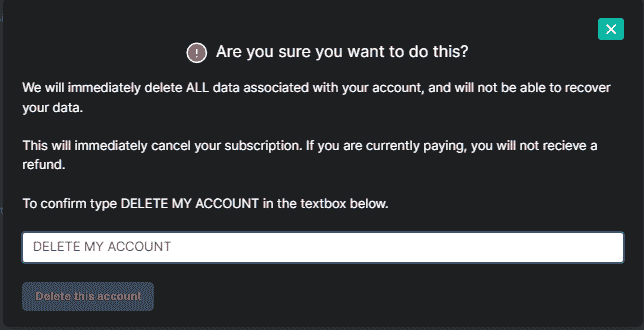 Are you sure you want to do this?
We will immediately delete ALL data associated with your account, and will not be able to recover
your data.
This will immediately cancel your subscription. If you are currently paying, you will not recieve a
refund.
To confirm type DELETE MY ACCOUNT in the textbox below.
DELETE MY ACCOUNT
Delete this account